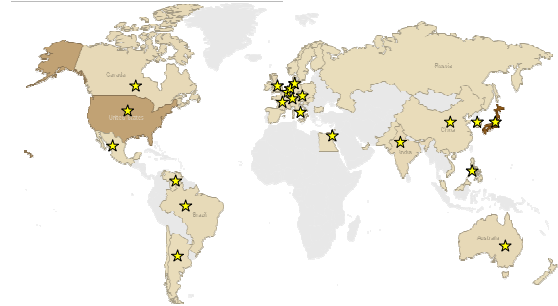 Canada
Russia
United States
China
India
Brazil
Australia